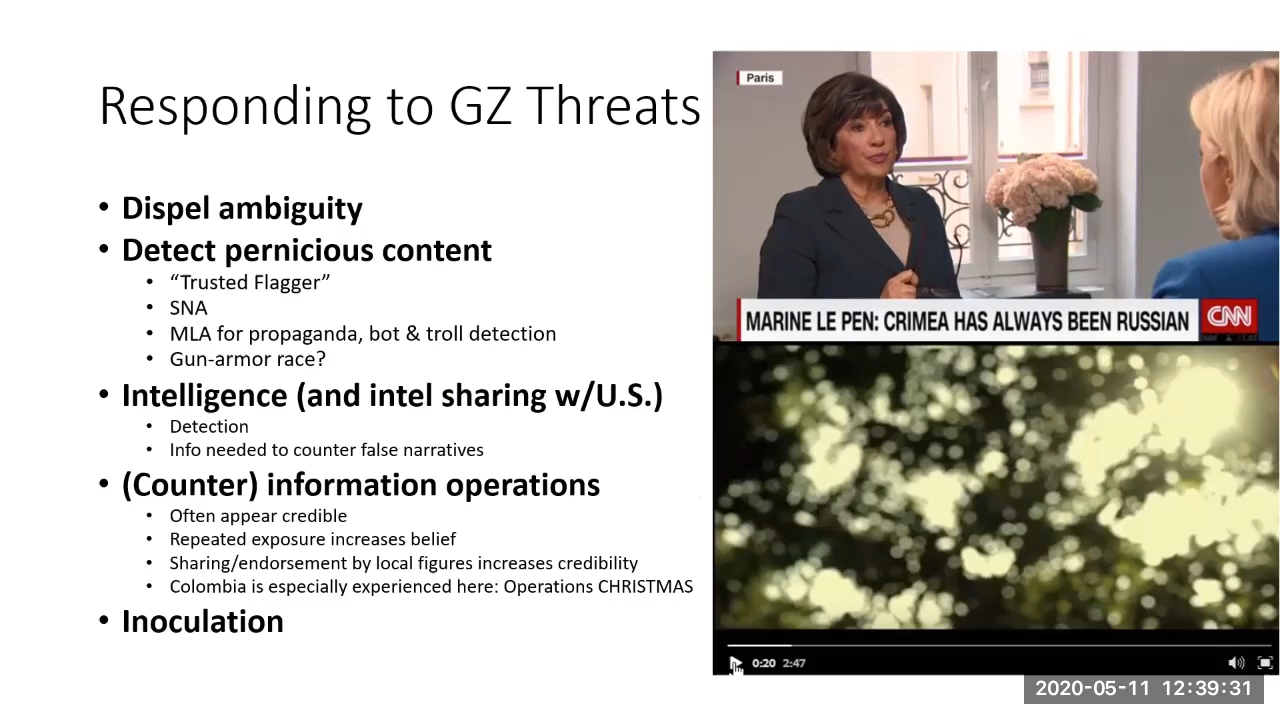 Responding to GZ Threats
• Dispel ambiguity
• Detect pernicious content
• “Trusted Flagger”
• SNA
• MLA for propaganda, bot & troll detection
• Gun-armor race?
• Intelligence (and intel sharing w/U.S.)
• Detection
• Info needed to counter false narratives
• (Counter) information operations
• Often appear credible
• Repeated exposure increases belief
• Sharing/endorsement by local figures increases credibility
• Colombia is especially experienced here: Operations CHRISTMAS
• Inoculation
Paris
MARINE LE PEN: CRIMEA HAS ALWAYS BEEN RUSSIAN
CNN
0:20 2:47
2020-05-11 12:39:31